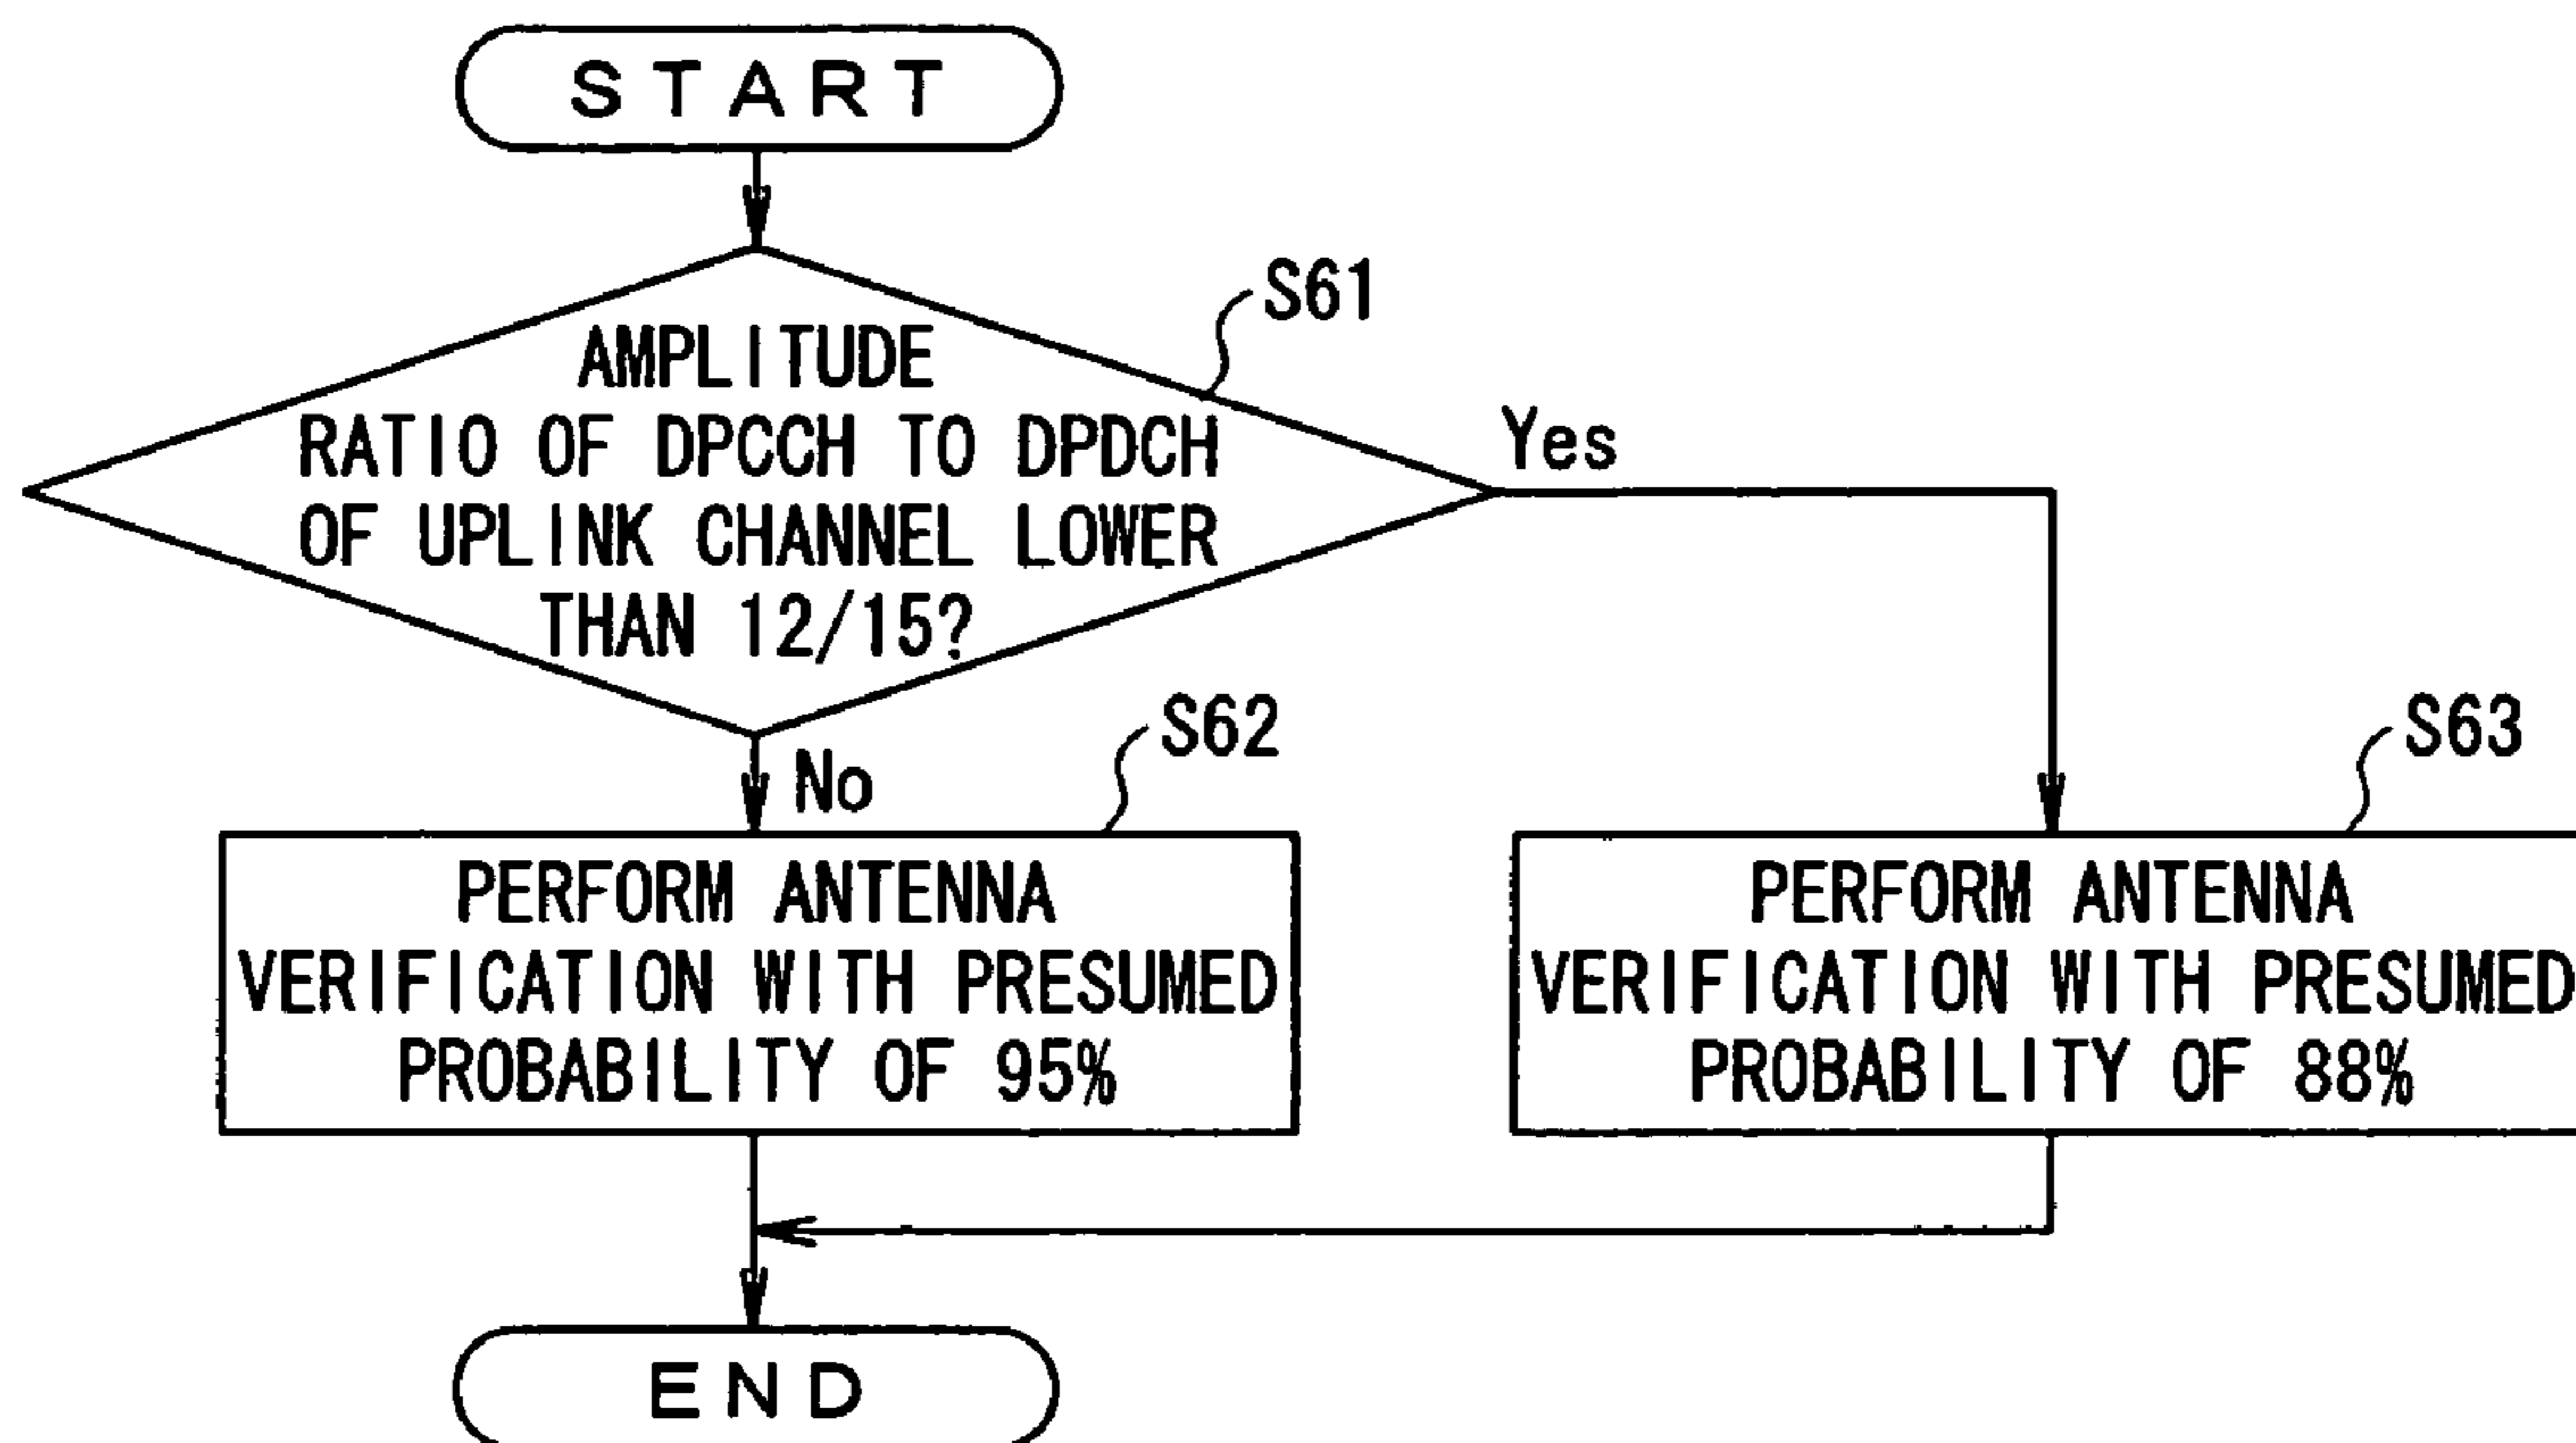 START
S61
AMPLITUDE
RATIO OF DPCCH TO DPDCH
OF UPLINK CHANNEL LOWER
THAN 12/15?
Yes
No
S62
PERFORM ANTENNA
VERIFICATION WITH PRESUMED
PROBABILITY OF 95%
S63
PERFORM ANTENNA
VERIFICATION WITH PRESUMED
PROBABILITY OF 88%
END